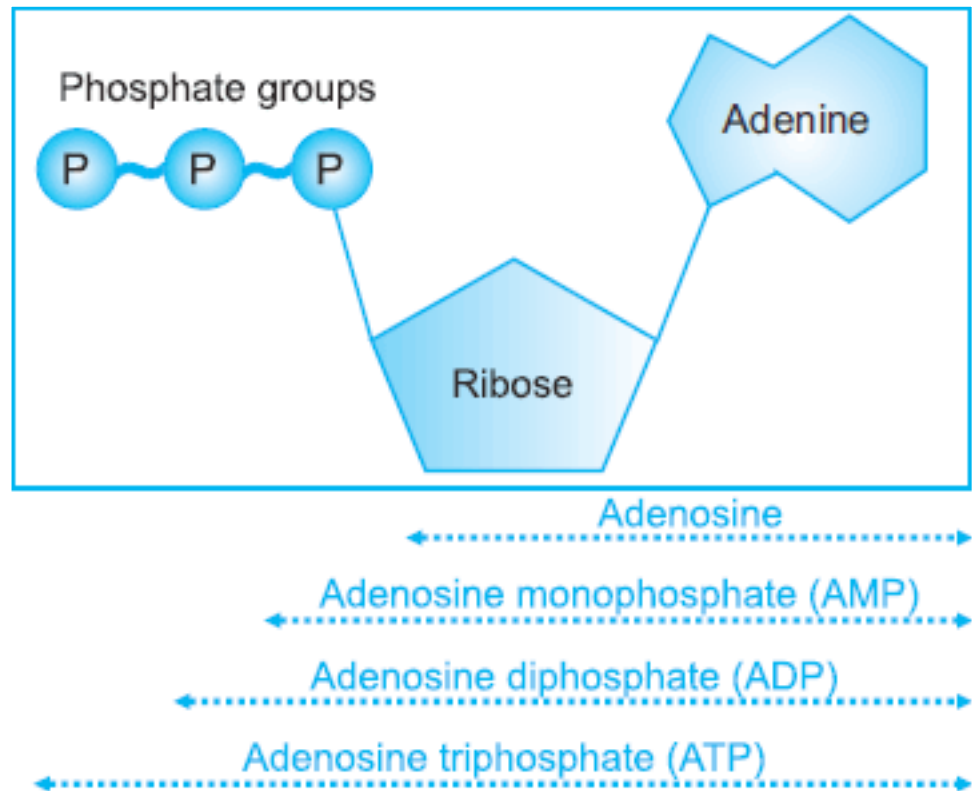 Phosphate groups
P P P
Adenine
Ribose
Adenosine
Adenosine monophosphate (AMP)
Adenosine diphosphate (ADP)
Adenosine triphosphate (ATP)